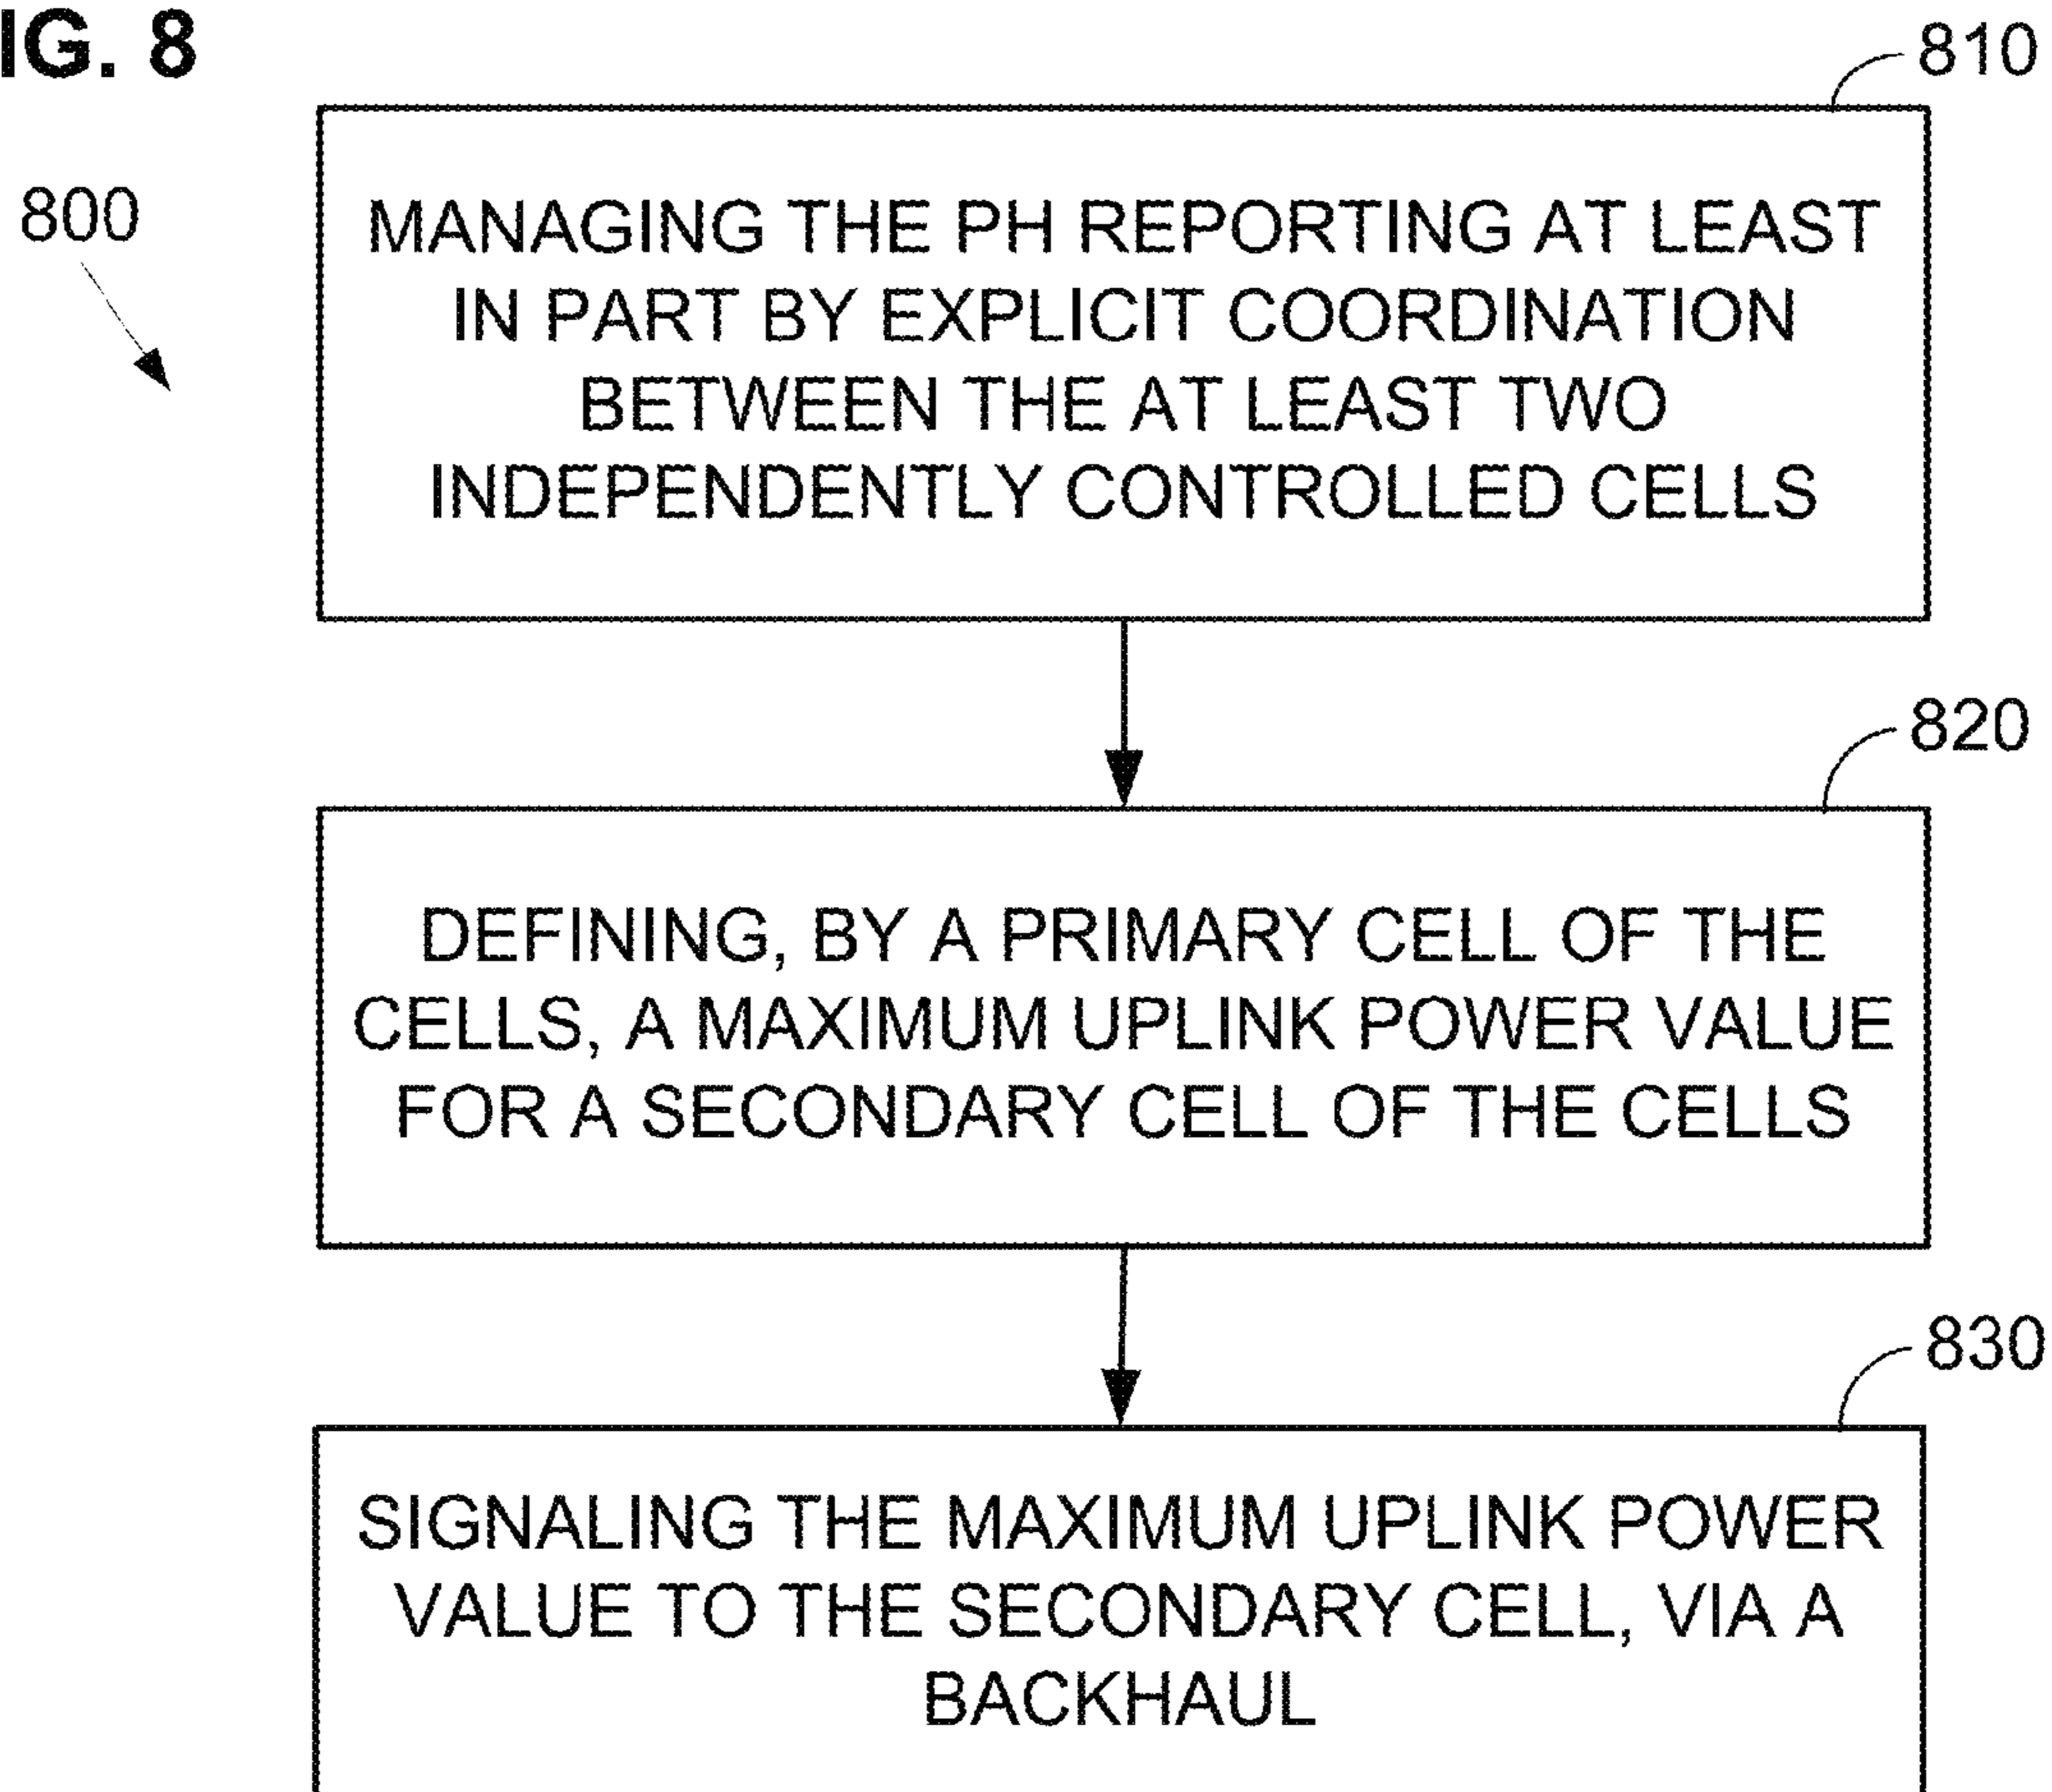 IG. 8
810
800
MANAGING THE PH REPORTING AT LEAST
IN PART BY EXPLICIT COORDINATION
BETWEEN THE AT LEAST TWO
INDEPENDENTLY CONTROLLED CELLS
820
DEFINING, BY A PRIMARY CELL OF THE
CELLS, A MAXIMUM UPLINK POWER VALUE
FOR A SECONDARY CELL OF THE CELLS
830
SIGNALING THE MAXIMUM UPLINK POWER
VALUE TO THE SECONDARY CELL, VIA A
BACKHAUL